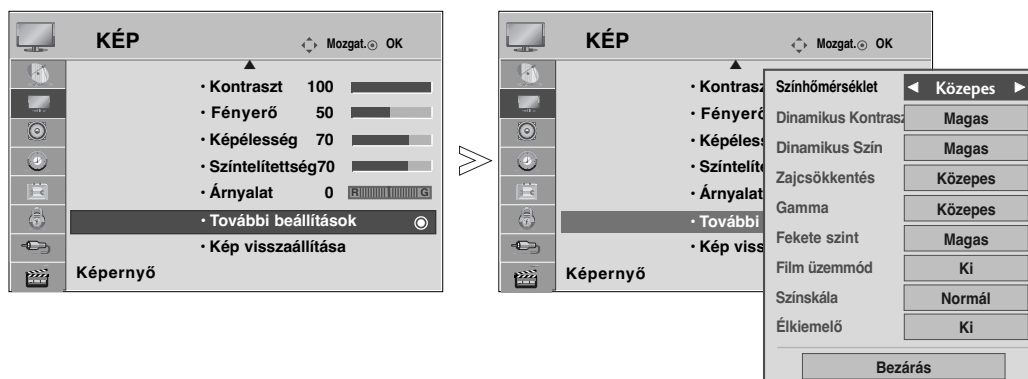 KÉP
Mozgat. OK
• Kontraszt 100
• Fényerő 50
• Képélesség 70
• Színtelítettség70
• Árnyalat 0 R G
• További beállítások
• Kép visszaállítása
Képernyő
KÉP
Mozgat. OK
• Kontrasz
• Fényerő
• Képéless
• Színtelíte
• Árnyalat
• További
• Kép viss
Képernyő
Színhőmérséklet ◄ Közepes ►
Dinamikus Kontrasz Magas
Dinamikus Szín Magas
Zajcsökkentés Közepes
Gamma Közepes
Fekete szint Magas
Film üzemmód Ki
Színskála Normál
Élkiemelő Ki
Bezárás